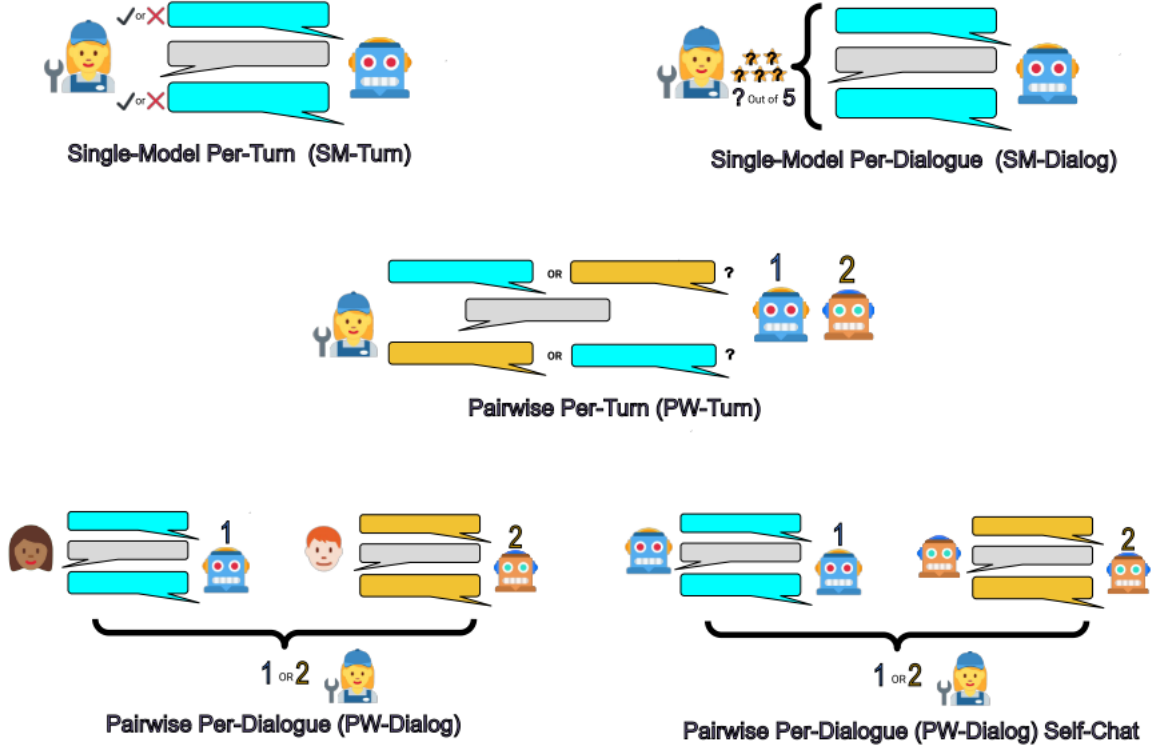 ✓ or ✗
✓ or ✗
Single-Model Per-Turn (SM-Turn)
? ?
? ? ?
? Out of 5
Single-Model Per-Dialogue (SM-Dialog)
1 2
OR ?
OR ?
Pairwise Per-Turn (PW-Turn)
1 2
1 OR 2
Pairwise Per-Dialogue (PW-Dialog)
1 2
1 OR 2
Pairwise Per-Dialogue (PW-Dialog) Self-Chat